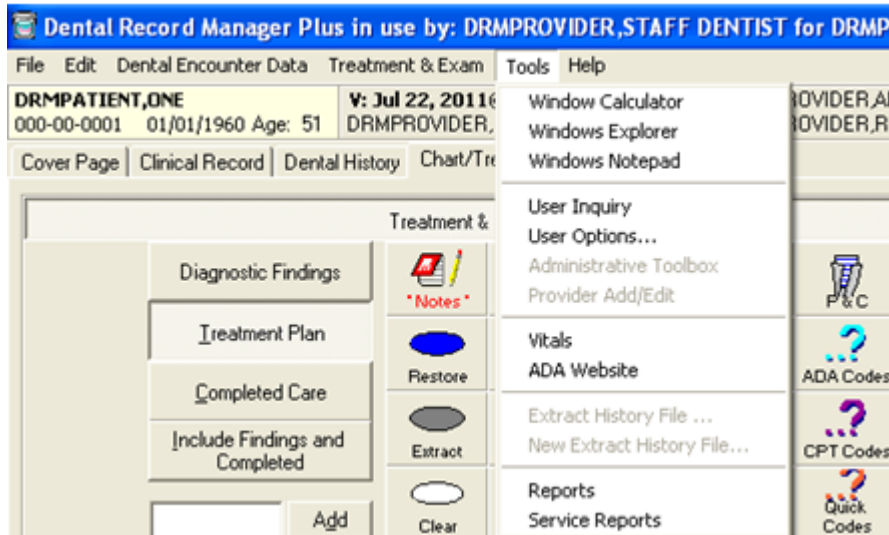 Dental Record Manager Plus in use by: DRMPROVIDER,STAFF DENTIST for DRMP
File Edit Dental Encounter Data Treatment & Exam Tools Help
DRMPATIENT,ONE V: Jul 22, 2011@
000-00-0001 01/01/1960 Age: 51 DRMPROVIDER,
OVIDER,A
OVIDER,R
Cover Page Clinical Record Dental History Chart/Tre
Treatment &
Diagnostic Findings
Treatment Plan
Completed Care
Include Findings and
Completed
Add
*Notes*
Restore
Extract
Clear
Window Calculator
Windows Explorer
Windows Notepad
User Inquiry
User Options...
Administrative Toolbox
Provider Add/Edit
Vitals
ADA Website
Extract History File ...
New Extract History File...
Reports
Service Reports
P&C
ADA Codes
CPT Codes
Quick
Codes